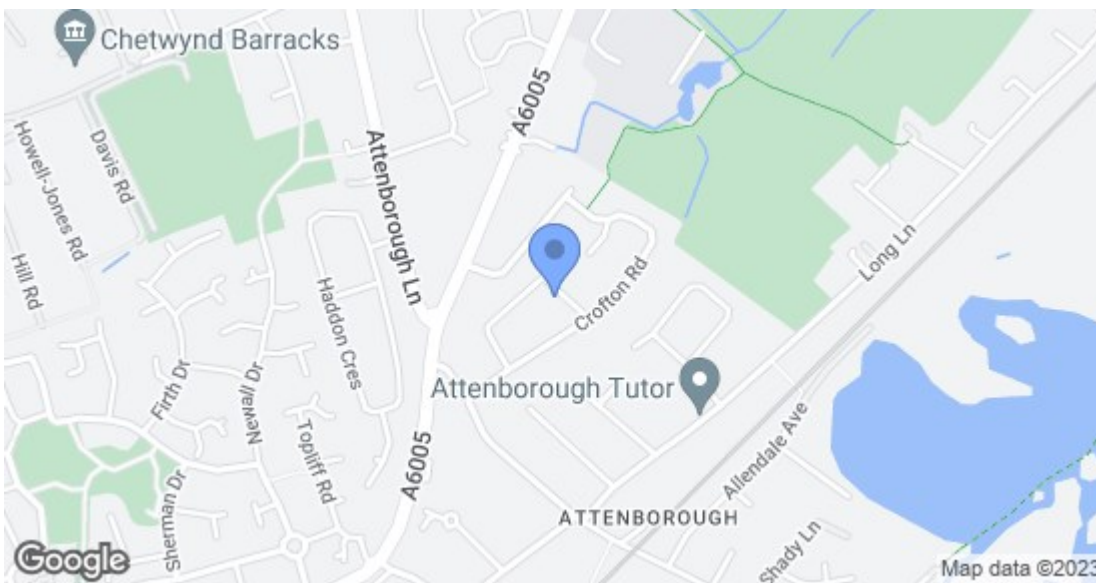 Chetwynd Barracks
A6005
Attenborough Ln
Howell-Jones Rd
Davis Rd
Hill Rd
Haddon Cres
Crofton Rd
Long Ln
Firth Dr
Newall Dr
Attenborough Tutor
Topliff Rd
A6005
Allendale Ave
Sherman Dr
ATTENBOROUGH
Shady Ln
Google
Map data ©2023